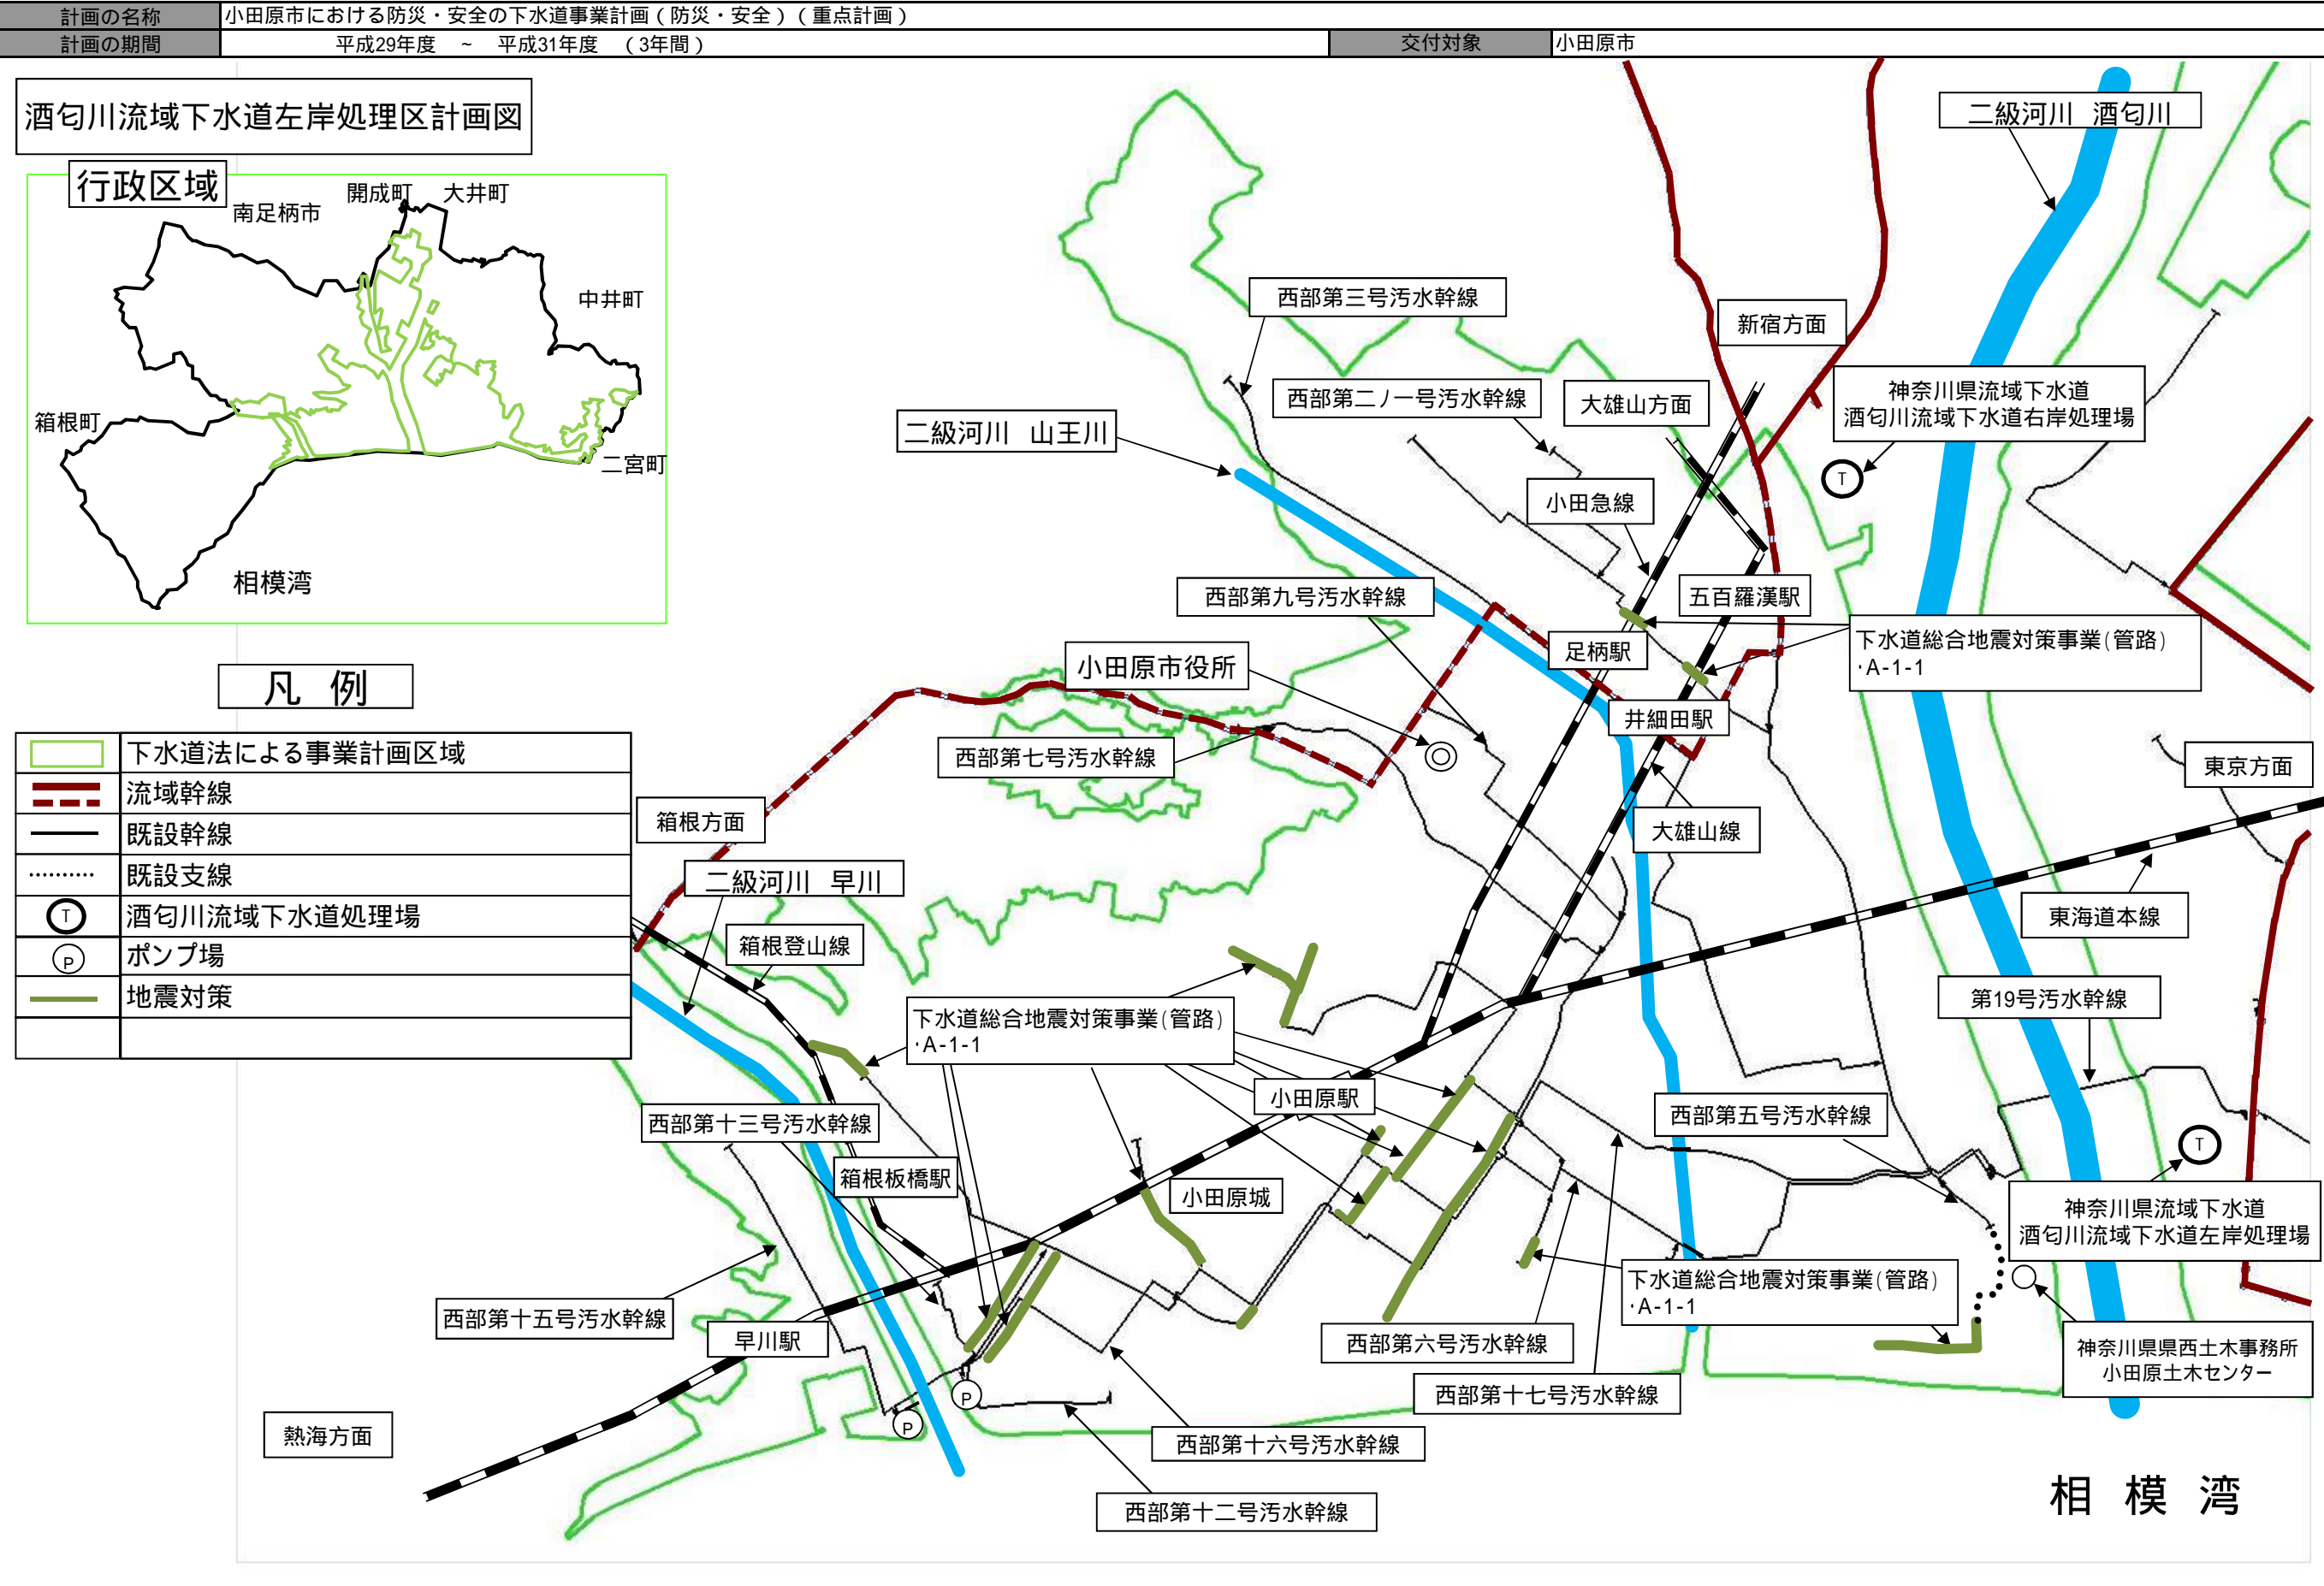 計画の名称
小田原市における防災・安全の下水道事業計画（防災・安全）（重点計画）
計画の期間
平成29年度　~　平成31年度　（3年間）
交付対象
小田原市
酒匂川流域下水道左岸処理区計画図
行政区域
南足柄市
開成町
大井町
中井町
箱根町
二宮町
相模湾
二級河川　酒匂川
西部第三号汚水幹線
新宿方面
西部第二ノ一号汚水幹線
大雄山方面
神奈川県流域下水道
酒匂川流域下水道右岸処理場
二級河川　山王川
T
小田急線
西部第九号汚水幹線
五百羅漢駅
足柄駅
下水道総合地震対策事業(管路)
・A-1-1
小田原市役所
井細田駅
西部第七号汚水幹線
東京方面
凡　例
下水道法による事業計画区域
流域幹線
既設幹線
既設支線
T
酒匂川流域下水道処理場
P
ポンプ場
地震対策
箱根方面
大雄山線
二級河川　早川
東海道本線
箱根登山線
第19号汚水幹線
下水道総合地震対策事業(管路)
・A-1-1
小田原駅
西部第十三号汚水幹線
西部第五号汚水幹線
T
箱根板橋駅
小田原城
神奈川県流域下水道
酒匂川流域下水道左岸処理場
下水道総合地震対策事業(管路)
・A-1-1
西部第十五号汚水幹線
早川駅
西部第六号汚水幹線
神奈川県県西土木事務所
小田原土木センター
西部第十七号汚水幹線
P
P
熱海方面
西部第十六号汚水幹線
西部第十二号汚水幹線
相　模　湾